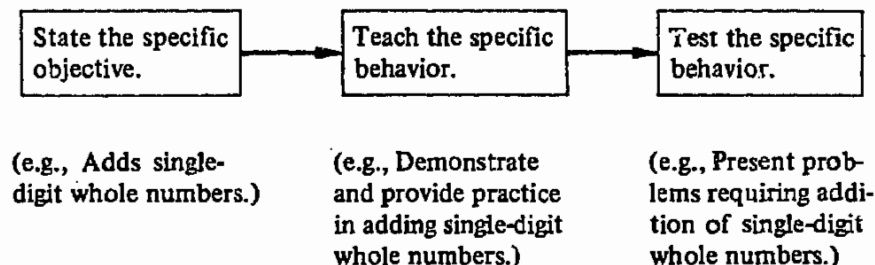 State the specific
objective.
Teach the specific
behavior.
Test the specific
behavior.
(e.g., Adds single-
digit whole numbers.)
(e.g., Demonstrate
and provide practice
in adding single-digit
whole numbers.)
(e.g., Present prob-
lems requiring addi-
tion of single-digit
whole numbers.)